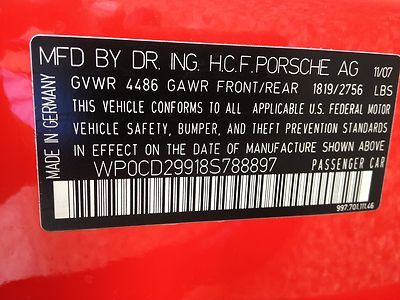 MFD BY DR. ING. H.C.F. PORSCHE AG 11/07
GVWR 4486 GAWR FRONT/REAR 1819/2756 LBS
THIS VEHICLE CONFORMS TO ALL APPLICABLE U.S. FEDERAL MOTOR
VEHICLE SAFETY, BUMPER, AND THEFT PREVENTION STANDARDS
IN EFFECT ON THE DATE OF MANUFACTURE SHOWN ABOVE
WP0CD29918S788897 PASSENGER CAR
997.701.111.46
MADE IN GERMANY